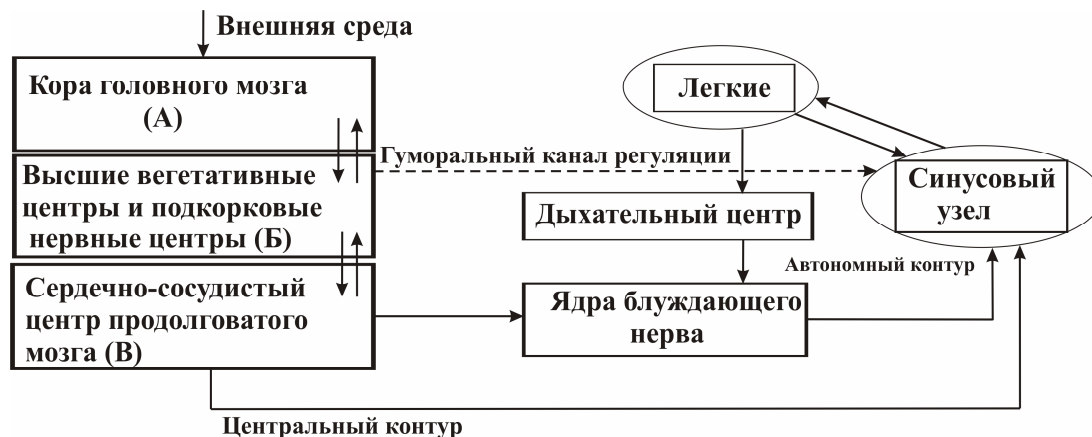 Внешняя среда
Кора головного мозга
(А)
Высшие вегетативные
центры и подкорковые
нервные центры (Б)
Сердечно-сосудистый
центр продолговатого
мозга (В)
Центральный контур
Гуморальный канал регуляции
Легкие
Дыхательный центр
Ядра блуждающего
нерва
Синусовый
узел
Автономный контур